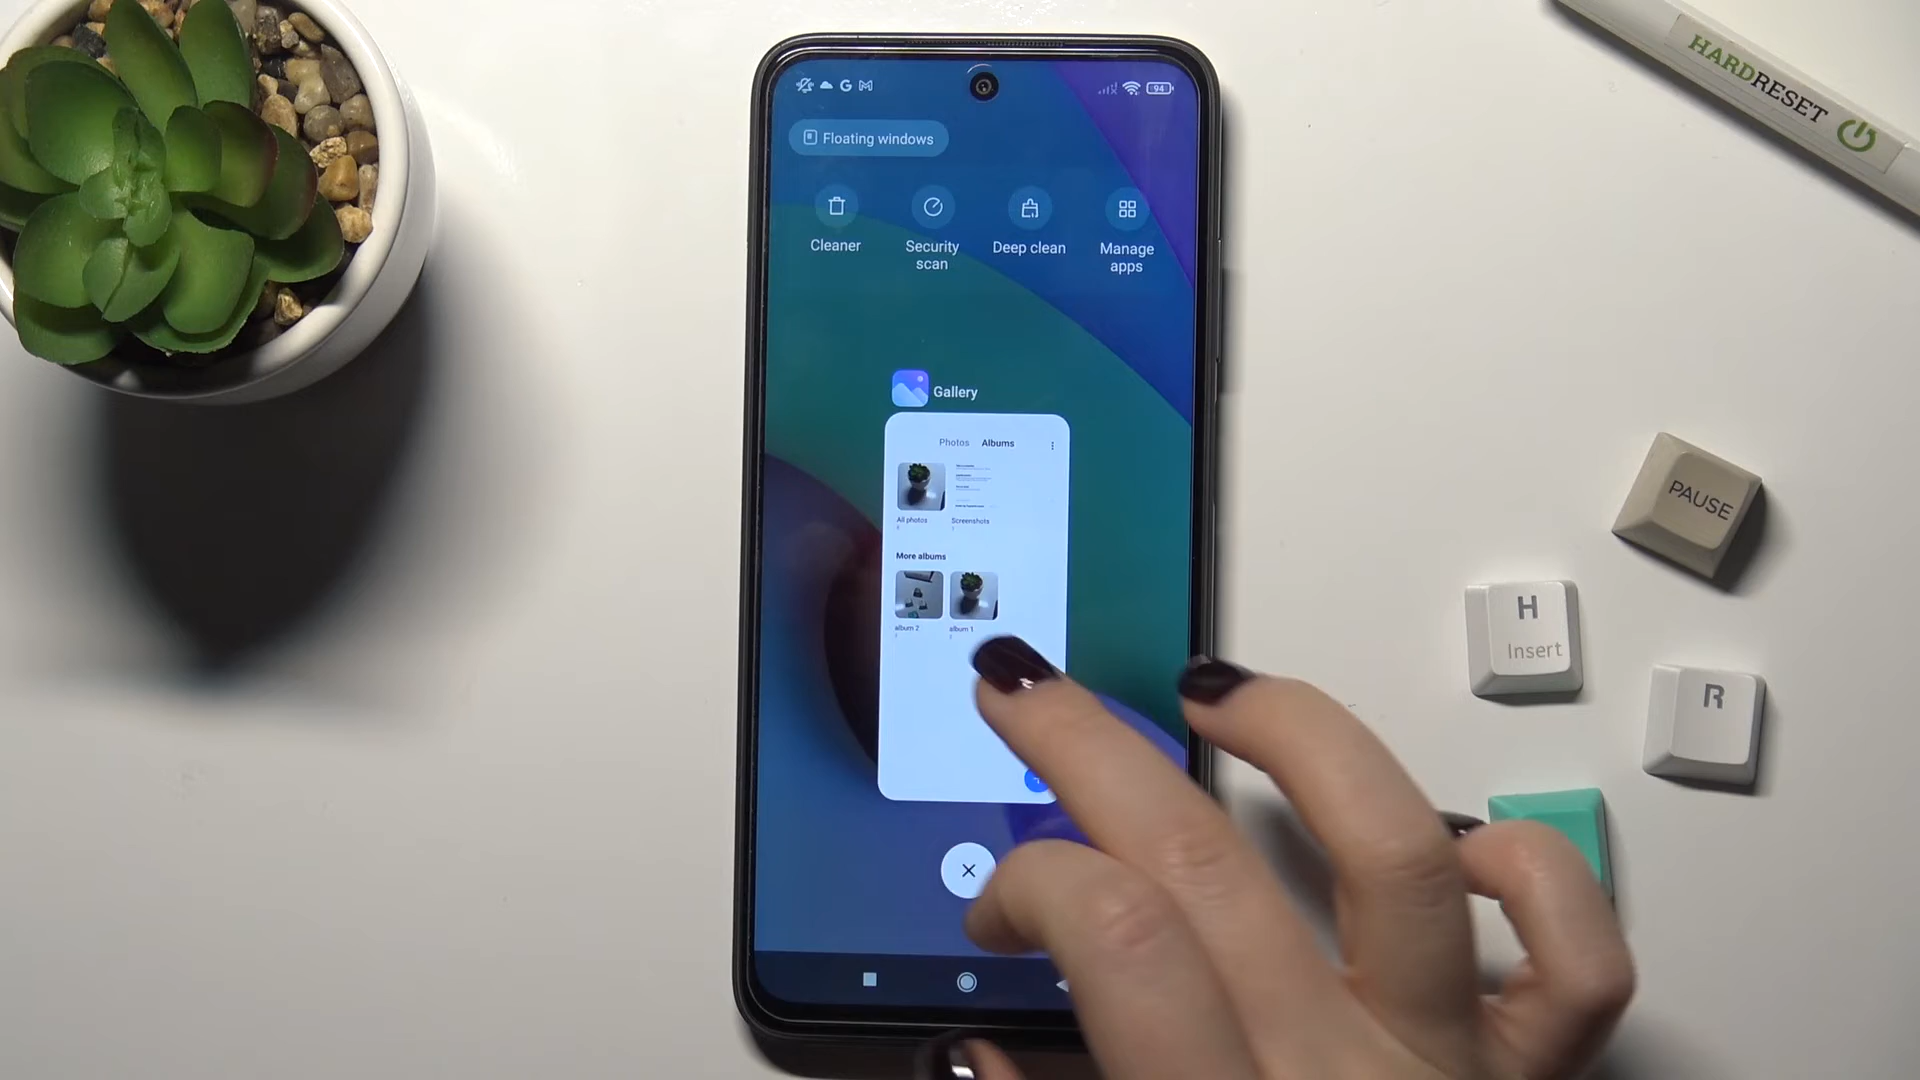 HARDRESET
G M
94
Floating windows
Cleaner
Security
scan
Deep clean
Manage
apps
Gallery
Photos Albums
All photos
Screenshots
More albums
album 2
album 1
PAUSE
H
Insert
R